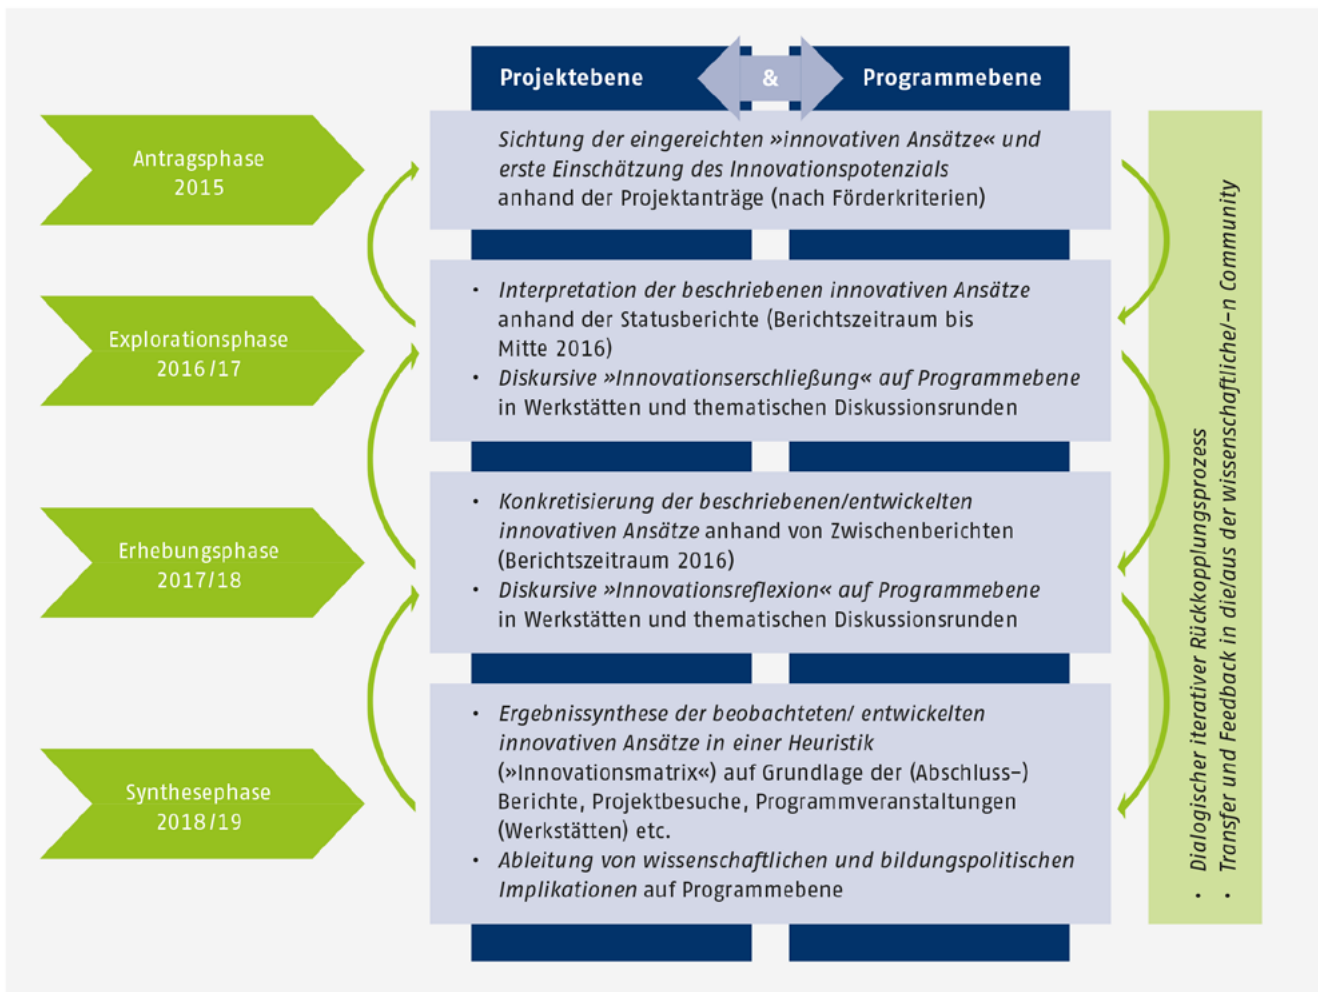 Projektebene
&
Programmebene
Antragsphase
2015
Sichtung der eingereichten »innovativen Ansätze« und
erste Einschätzung des Innovationspotenzials
anhand der Projektanträge (nach Förderkriterien)
Explorationsphase
2016/17
• Interpretation der beschriebenen innovativen Ansätze
anhand der Statusberichte (Berichtszeitraum bis
Mitte 2016)
• Diskursive »Innovationserschließung« auf Programmebene
in Werkstätten und thematischen Diskussionsrunden
Erhebungsphase
2017/18
• Konkretisierung der beschriebenen/entwickelten
innovativen Ansätze anhand von Zwischenberichten
(Berichtszeitraum 2016)
• Diskursive »Innovationsreflexion« auf Programmebene
in Werkstätten und thematischen Diskussionsrunden
Synthesephase
2018/19
• Ergebnissynthese der beobachteten/ entwickelten
innovativen Ansätze in einer Heuristik
(»Innovationsmatrix«) auf Grundlage der (Abschluss-)
Berichte, Projektbesuche, Programmveranstaltungen
(Werkstätten) etc.
• Ableitung von wissenschaftlichen und bildungspolitischen
Implikationen auf Programmebene
• Dialogischer iterativer Rückkopplungsprozess
• Transfer und Feedback in die/aus der wissenschaftliche/-n Community